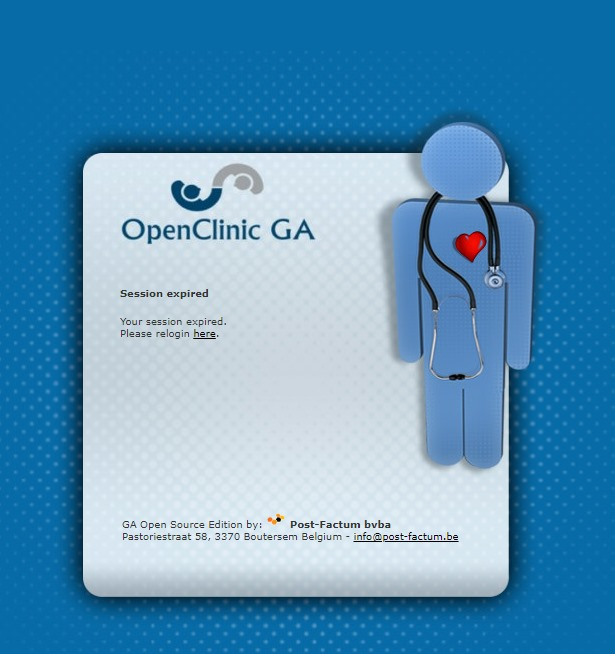 OpenClinic GA
Session expired
Your session expired.
Please relogin here.
GA Open Source Edition by: Post-Factum bvba
Pastoriestraat 58, 3370 Boutersem Belgium - info@post-factum.be